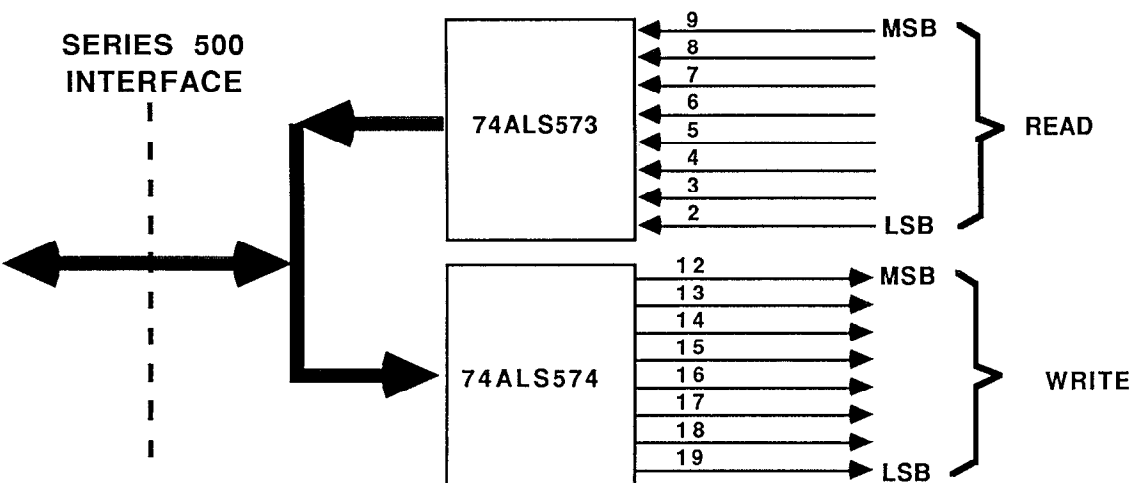 SERIES 500
INTERFACE
74ALS573
9
8
7
6
5
4
3
2
MSB
LSB
READ
74ALS574
12
13
14
15
16
17
18
19
MSB
LSB
WRITE